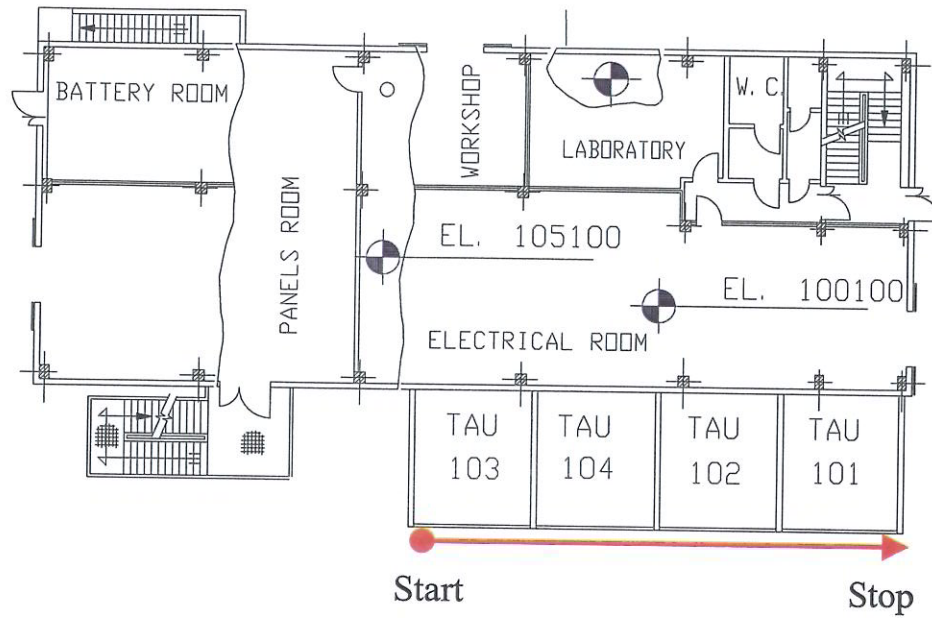 BATTERY ROOM
PANELS ROOM
WORKSHOP
LABORATORY
W. C.
EL. 105100
EL. 100100
ELECTRICAL ROOM
TAU
103
TAU
104
TAU
102
TAU
101
Start
Stop